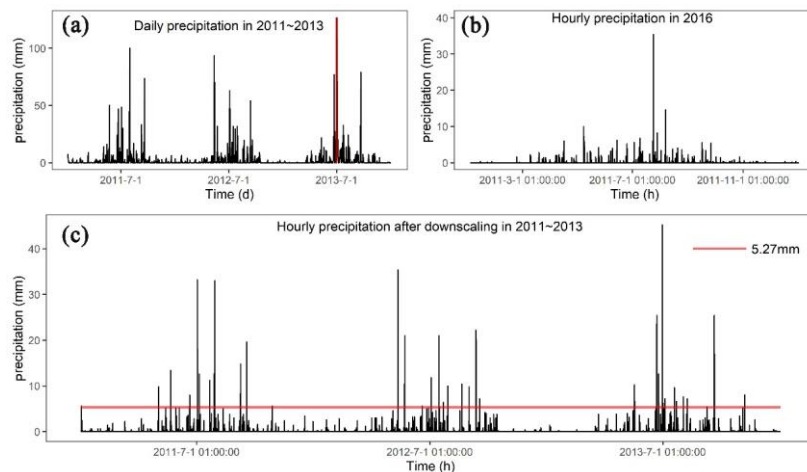 (a)
Daily precipitation in 2011~2013
precipitation (mm)
100
50
0
2011-7-1
2012-7-1
2013-7-1
Time (d)
(b)
Hourly precipitation in 2016
precipitation (mm)
40
30
20
10
0
2011-3-1 01:00:00
2011-7-1 01:00:00
2011-11-1 01:00:00
Time (h)
(c)
Hourly precipitation after downscaling in 2011~2013
5.27mm
precipitation (mm)
40
30
20
10
0
2011-7-1 01:00:00
2012-7-1 01:00:00
2013-7-1 01:00:00
Time (h)